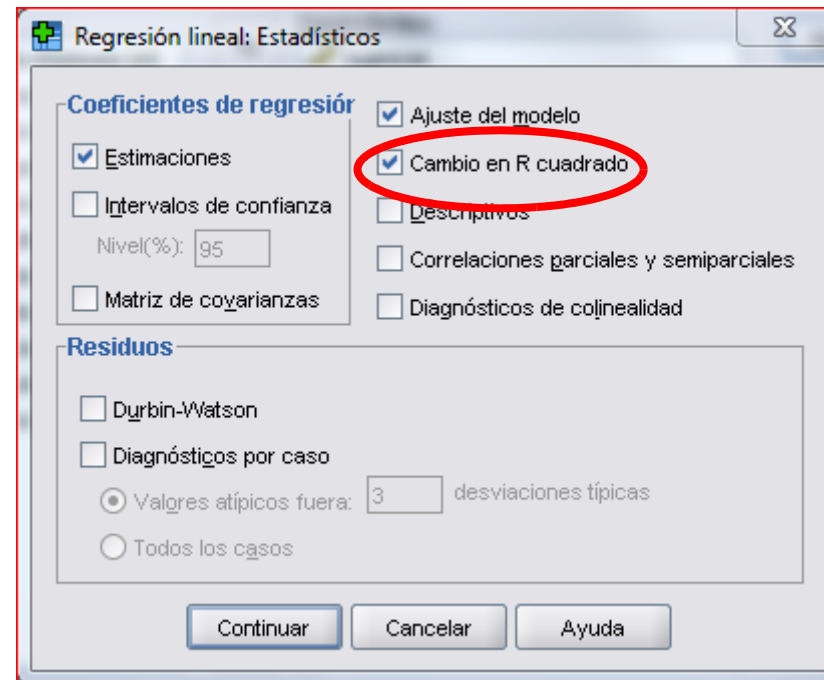 Regresión lineal: Estadísticos
Coeficientes de regresión
Estimaciones
Intervalos de confianza
Nivel(%): 95
Matriz de covarianzas
Ajuste del modelo
Cambio en R cuadrado
Descriptivos
Correlaciones parciales y semiparciales
Diagnósticos de colinealidad
Residuos
Durbin-Watson
Diagnósticos por caso
Valores atípicos fuera: 3 desviaciones típicas
Todos los casos
Continuar Cancelar Ayuda